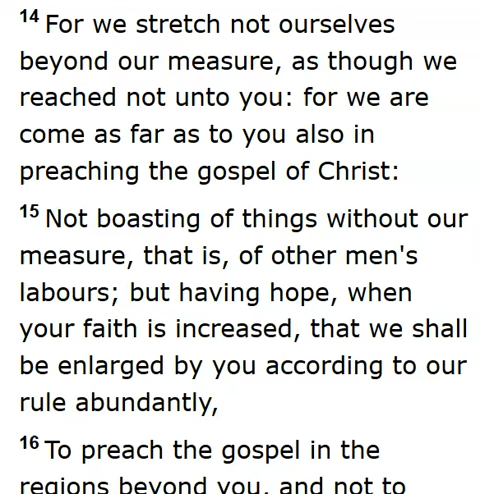 14 For we stretch not ourselves
beyond our measure, as though we
reached not unto you: for we are
come as far as to you also in
preaching the gospel of Christ:
15 Not boasting of things without our
measure, that is, of other men's
labours; but having hope, when
your faith is increased, that we shall
be enlarged by you according to our
rule abundantly,
16 To preach the gospel in the
regions beyond you, and not to